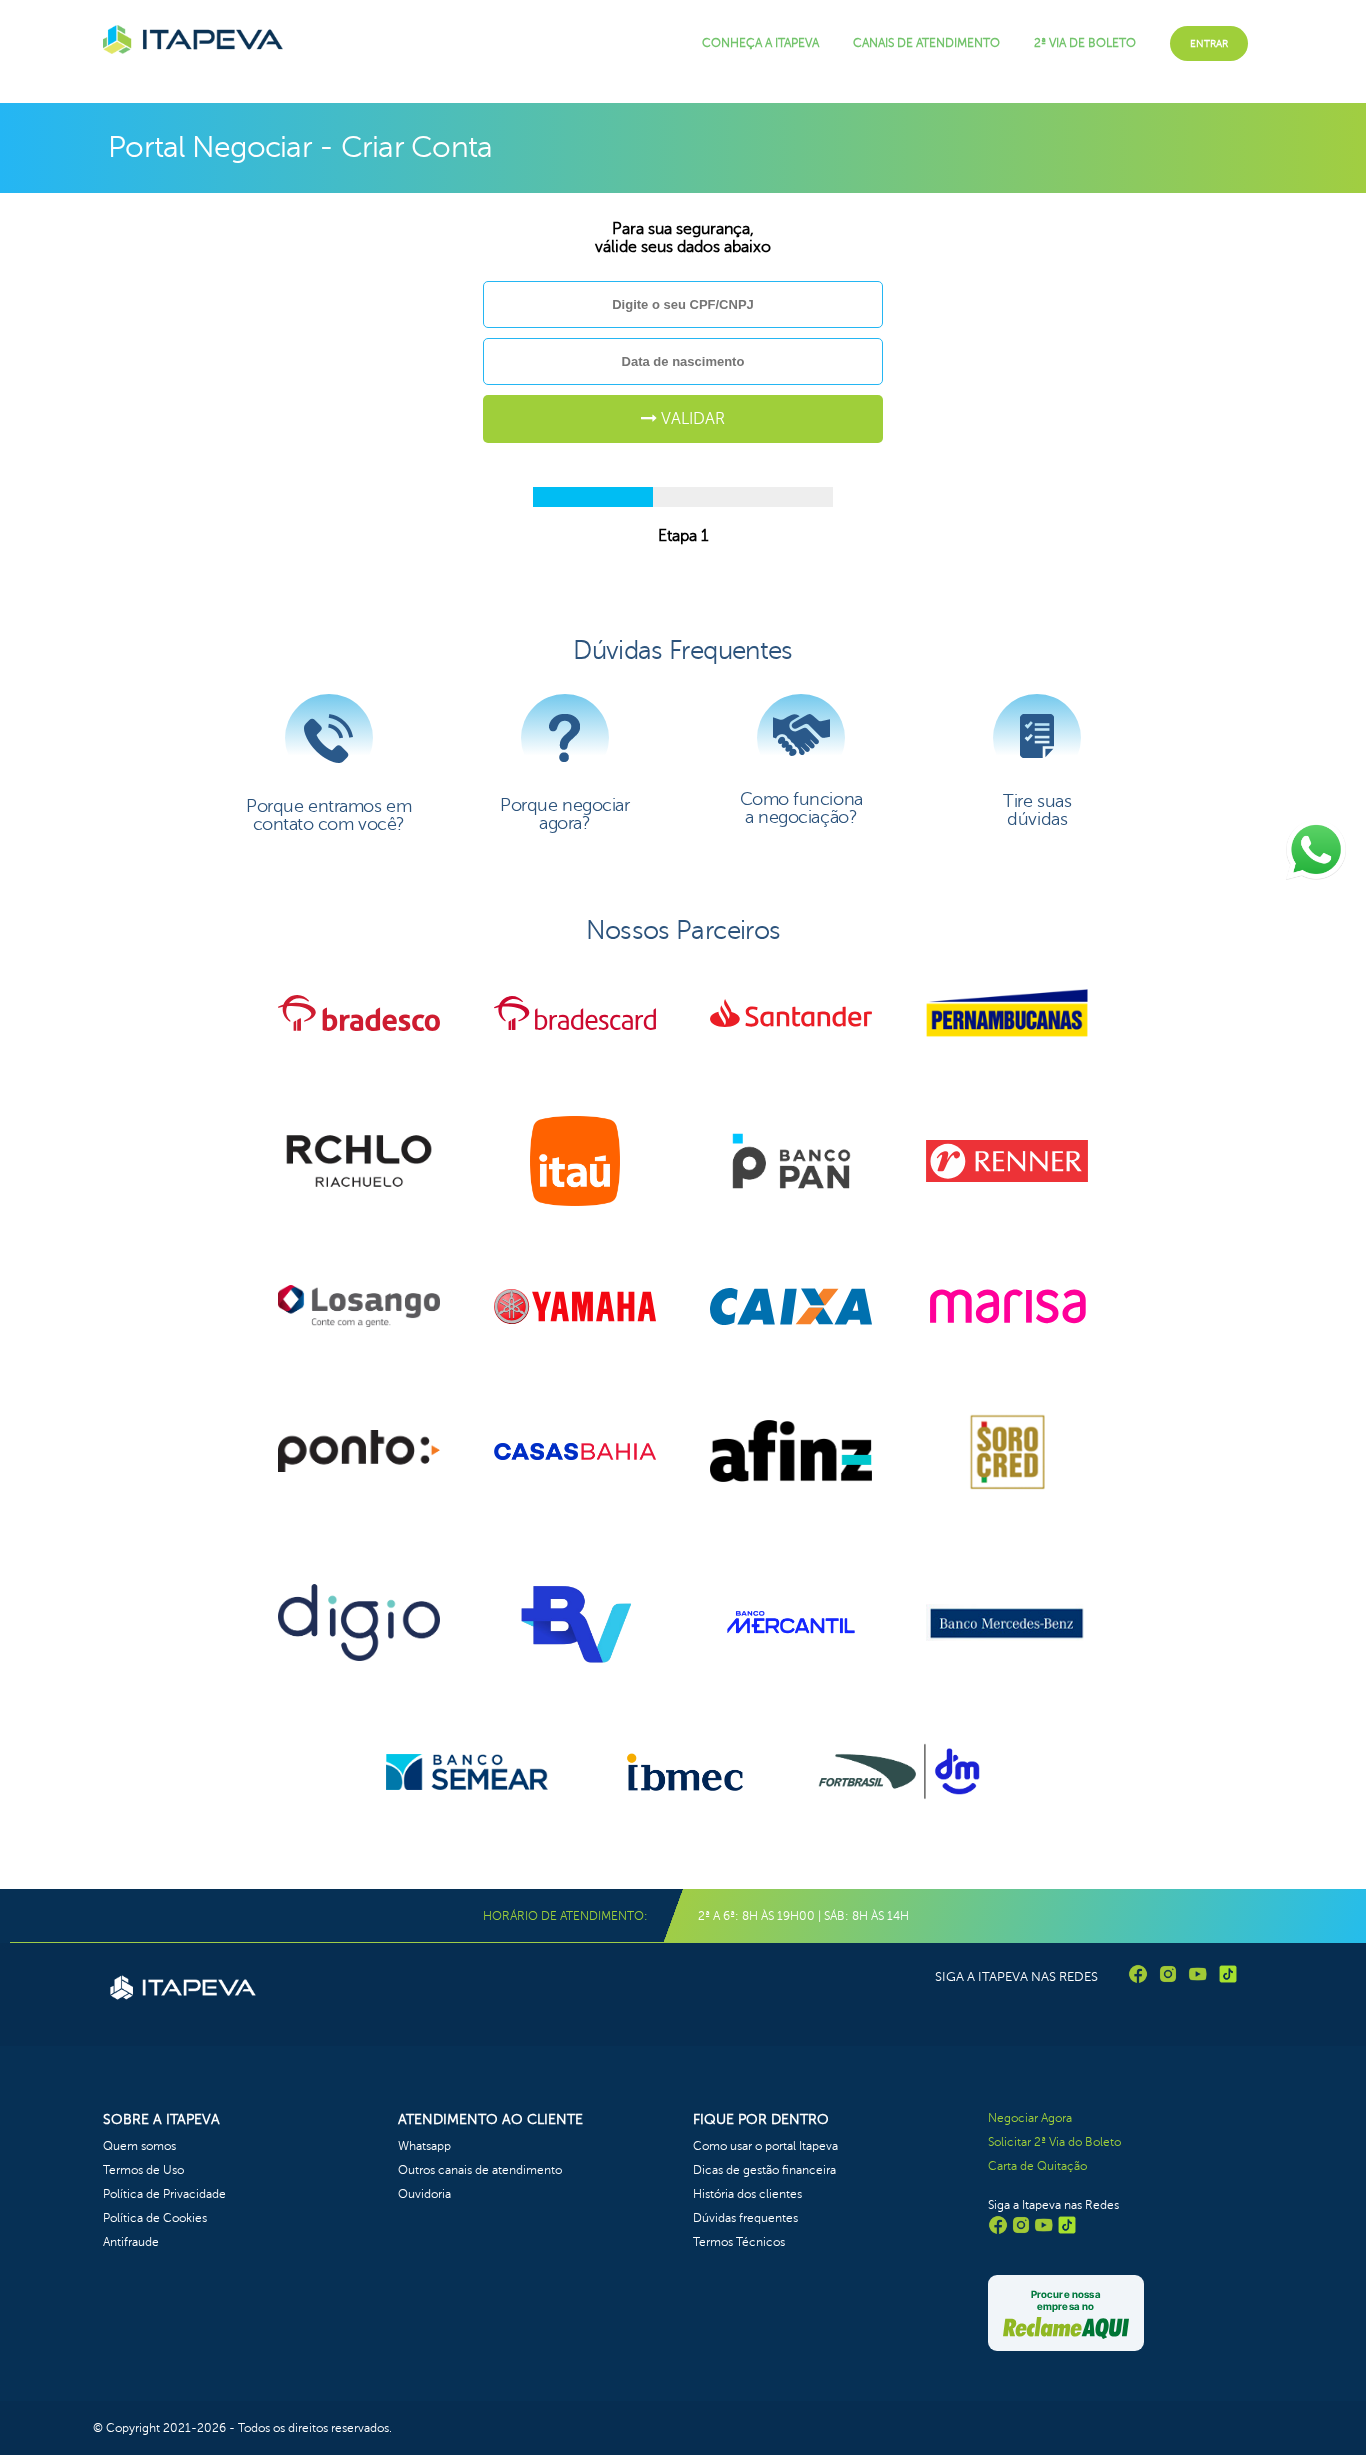 ITAPEVA
CONHEÇA A ITAPEVA
CANAIS DE ATENDIMENTO
2ª VIA DE BOLETO
ENTRAR
Portal Negociar - Criar Conta
Para sua segurança,
válide seus dados abaixo
Digite o seu CPF/CNPJ
Data de nascimento
VALIDAR
Etapa 1
Dúvidas Frequentes
Porque entramos em
contato com você?
Porque negociar
agora?
Como funciona
a negociação?
Tire suas
dúvidas
Nossos Parceiros
bradesco
bradescard
Santander
PERNAMBUCANAS
RCHLO
RIACHUELO
itaú
BANCO
PAN
RENNER
Losango
Conte com a gente.
YAMAHA
CAIXA
marisa
ponto:
CASASBAHIA
afinz
SORO
CRED
digio
BV
BANCO
MERCANTIL
Banco Mercedes-Benz
BANCO
SEMEAR
ibmec
FORTBRASIL
dm
HORÁRIO DE ATENDIMENTO:
2ª A 6ª: 8H ÀS 19H00 | SÁB: 8H ÀS 14H
ITAPEVA
SIGA A ITAPEVA NAS REDES
SOBRE A ITAPEVA
Quem somos
Termos de Uso
Política de Privacidade
Política de Cookies
Antifraude
ATENDIMENTO AO CLIENTE
Whatsapp
Outros canais de atendimento
Ouvidoria
FIQUE POR DENTRO
Como usar o portal Itapeva
Dicas de gestão financeira
História dos clientes
Dúvidas frequentes
Termos Técnicos
Negociar Agora
Solicitar 2ª Via do Boleto
Carta de Quitação
Siga a Itapeva nas Redes
Procure nossa
empresa no
ReclameAQUI
© Copyright 2021-2026 - Todos os direitos reservados.